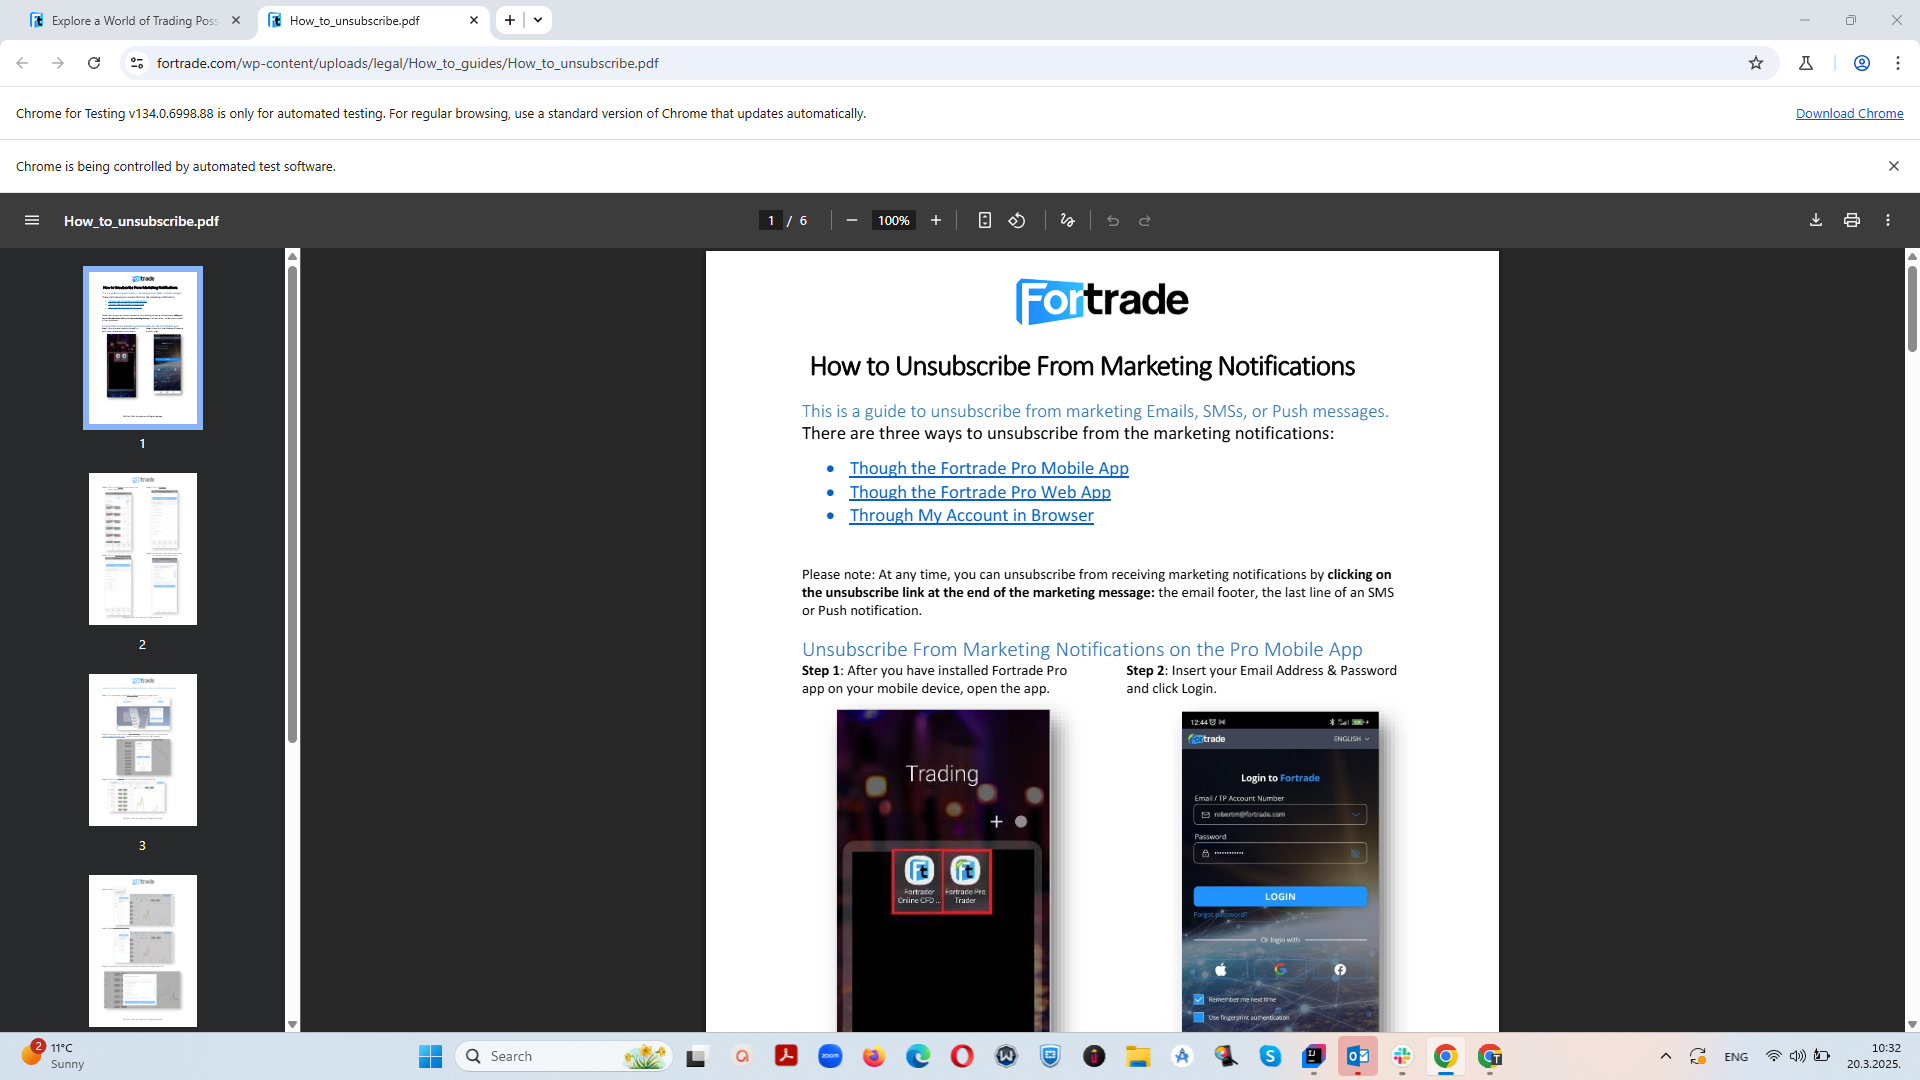 Explore a World of Trading Poss
How_to_unsubscribe.pdf
fortrade.com/wp-content/uploads/legal/How_to_guides/How_to_unsubscribe.pdf
Chrome for Testing v134.0.6998.88 is only for automated testing. For regular browsing, use a standard version of Chrome that updates automatically.
Download Chrome
Chrome is being controlled by automated test software.
How_to_unsubscribe.pdf
1 / 6
100%
1
2
3
Fortrade
How to Unsubscribe From Marketing Notifications
This is a guide to unsubscribe from marketing Emails, SMSs, or Push messages.
There are three ways to unsubscribe from the marketing notifications:
• Though the Fortrade Pro Mobile App
• Though the Fortrade Pro Web App
• Through My Account in Browser
Please note: At any time, you can unsubscribe from receiving marketing notifications by clicking on
the unsubscribe link at the end of the marketing message: the email footer, the last line of an SMS
or Push notification.
Unsubscribe From Marketing Notifications on the Pro Mobile App
Step 1: After you have installed Fortrade Pro
app on your mobile device, open the app.
Step 2: Insert your Email Address & Password
and click Login.
Trading
Fortrader
Online CFD ...
Fortrade Pro
Trader
12:44
Fortrade
ENGLISH
Login to Fortrade
Email / TP Account Number
robertm@fortrade.com
Password
LOGIN
Forgot password?
Or login with
Remember me next time
Use fingerprint authentication
2
11°C
Sunny
Search
ENG
10:32
20.3.2025.